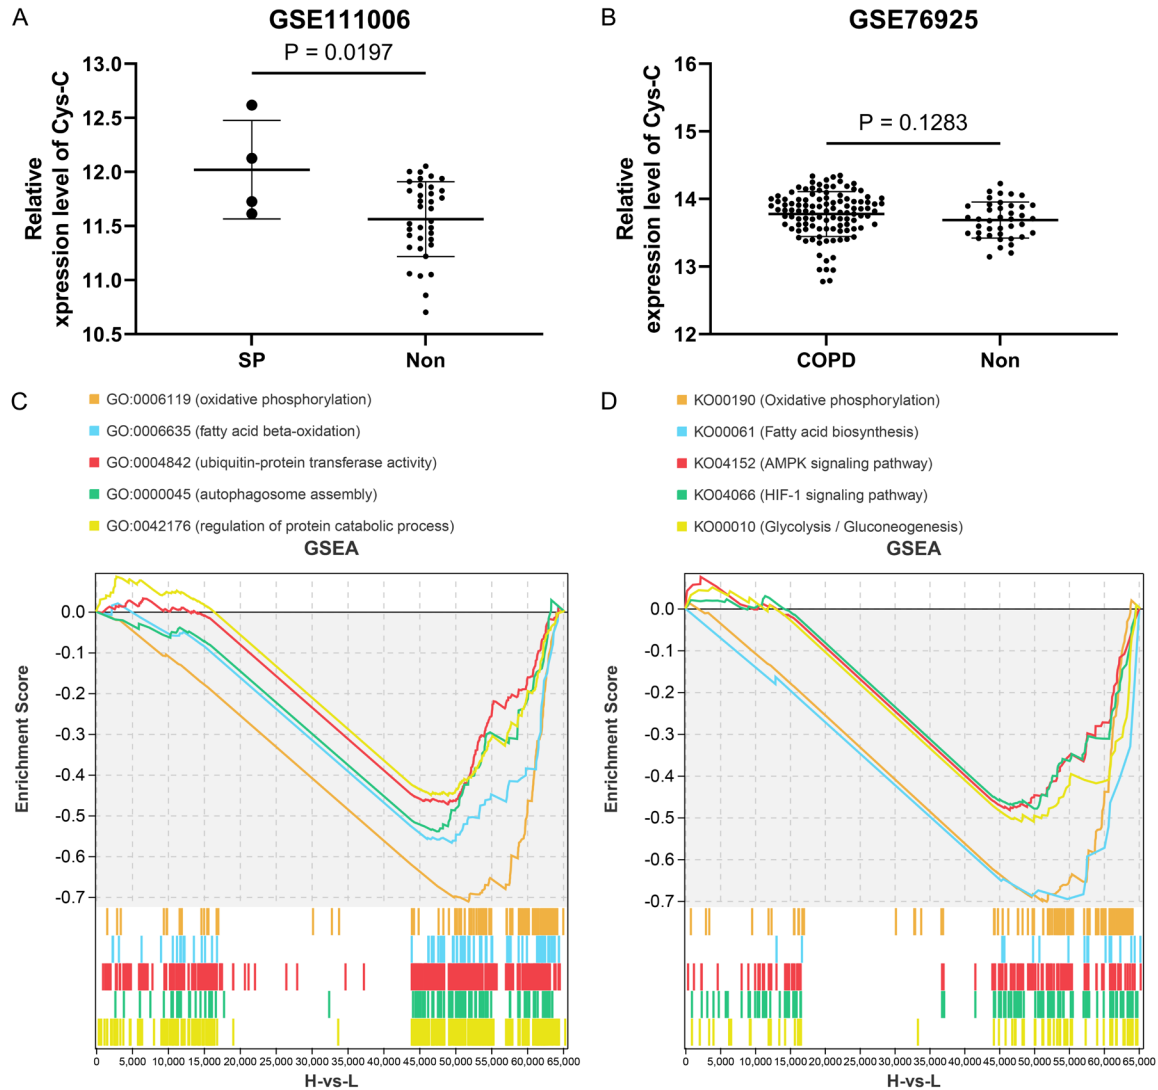 A
GSE111006
P = 0.0197
Relative
xpression level of Cys-C
13.0
12.5
12.0
11.5
11.0
10.5
SP
Non
B
GSE76925
P = 0.1283
Relative
expression level of Cys-C
16
15
14
13
12
COPD
Non
C
GO:0006119 (oxidative phosphorylation)
GO:0006635 (fatty acid beta-oxidation)
GO:0004842 (ubiquitin-protein transferase activity)
GO:0000045 (autophagosome assembly)
GO:0042176 (regulation of protein catabolic process)
GSEA
Enrichment Score
0.0
-0.1
-0.2
-0.3
-0.4
-0.5
-0.6
-0.7
0 5,000 10,000 15,000 20,000 25,000 30,000 35,000 40,000 45,000 50,000 55,000 60,000 65,000
H-vs-L
D
KO00190 (Oxidative phosphorylation)
KO00061 (Fatty acid biosynthesis)
KO04152 (AMPK signaling pathway)
KO04066 (HIF-1 signaling pathway)
KO00010 (Glycolysis / Gluconeogenesis)
GSEA
Enrichment Score
0.0
-0.1
-0.2
-0.3
-0.4
-0.5
-0.6
-0.7
0 5,000 10,000 15,000 20,000 25,000 30,000 35,000 40,000 45,000 50,000 55,000 60,000 65,000
H-vs-L